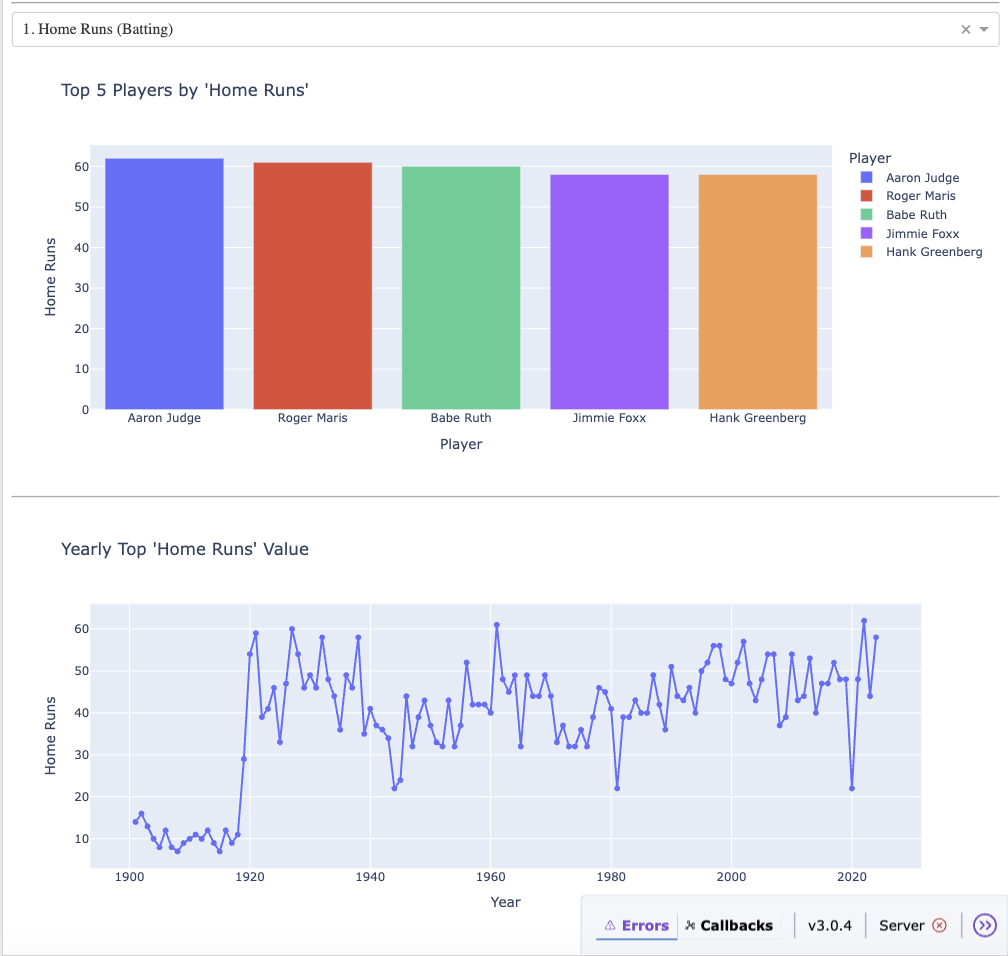 1. Home Runs (Batting)
Top 5 Players by 'Home Runs'
60
50
40
30
20
10
0
Home Runs
Aaron Judge
Roger Maris
Babe Ruth
Jimmie Foxx
Hank Greenberg
Player
Player
Aaron Judge
Roger Maris
Babe Ruth
Jimmie Foxx
Hank Greenberg
Yearly Top 'Home Runs' Value
60
50
40
30
20
10
Home Runs
1900
1920
1940
1960
1980
2000
2020
Year
Errors
Callbacks
v3.0.4
Server